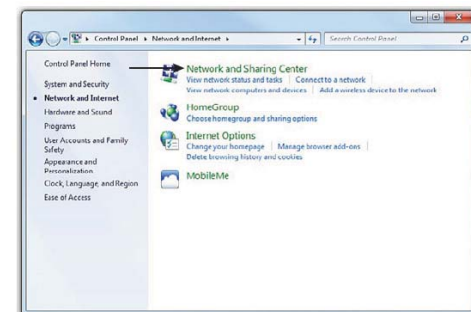 Control Panel ▸ Network and Internet ▸
Search Control Panel
Control Panel Home
System and Security
Network and Internet
Hardware and Sound
Programs
User Accounts and Family
Safety
Appearance and
Personalization
Clock, Language, and Region
Ease of Access
Network and Sharing Center
View network status and tasks | Connect to a network
View network computers and devices | Add a wireless device to the network
HomeGroup
Choose homegroup and sharing options
Internet Options
Change your homepage | Manage browser add-ons
Delete browsing history and cookies
MobileMe